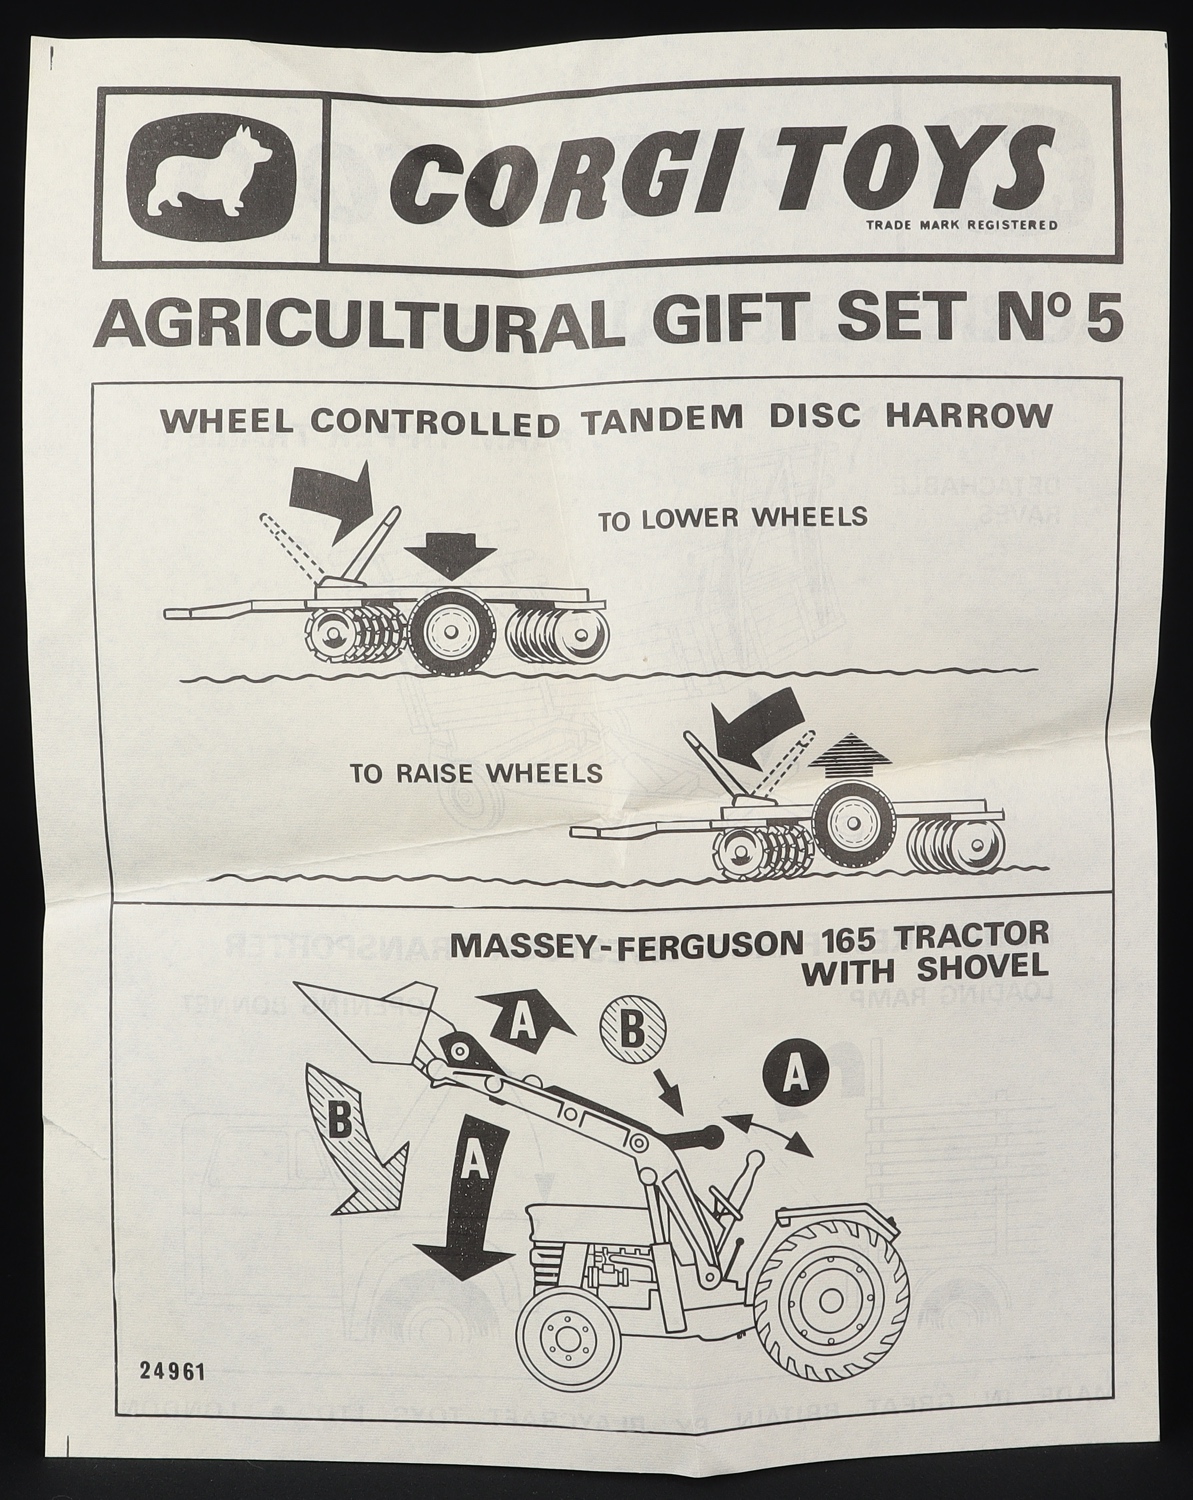 CORGI TOYS
TRADE MARK REGISTERED
AGRICULTURAL GIFT SET Nº 5
WHEEL CONTROLLED TANDEM DISC HARROW
TO LOWER WHEELS
TO RAISE WHEELS
MASSEY-FERGUSON 165 TRACTOR
WITH SHOVEL
A
B
A
B
A
24961